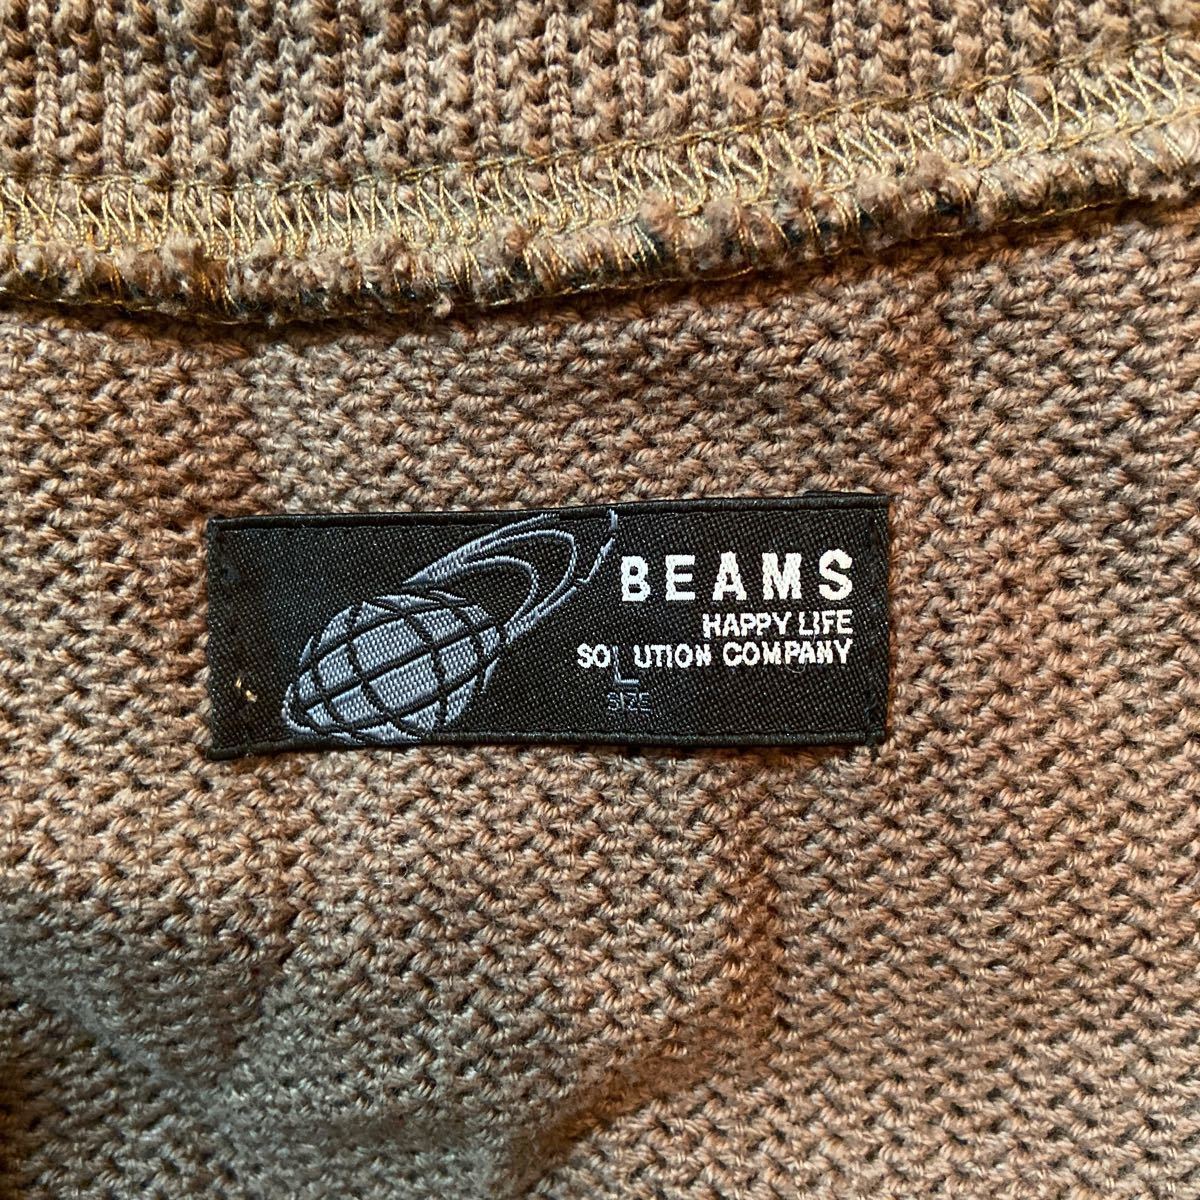 BEAMS
HAPPY LIFE
SOLUTION COMPANY
L
SIZE